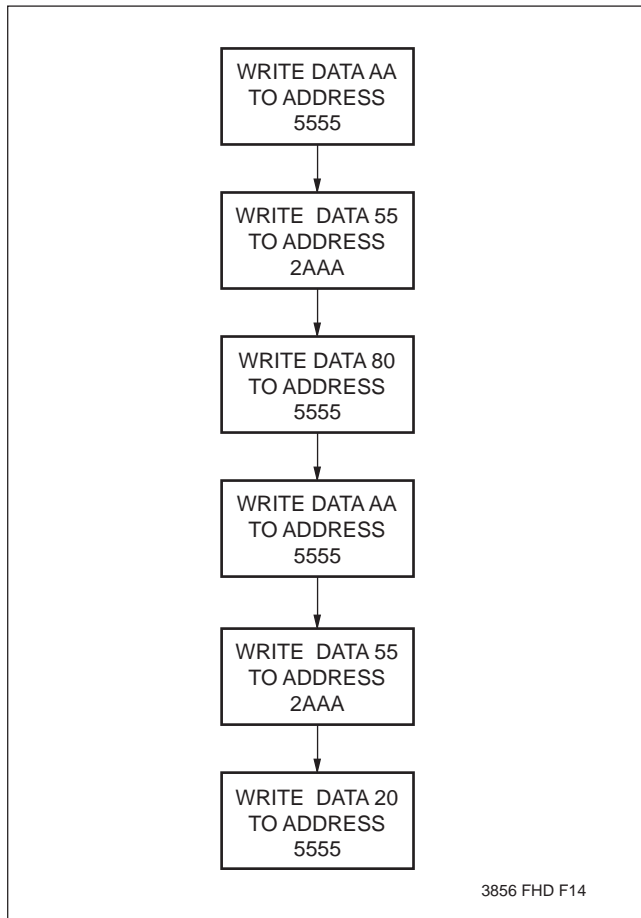 WRITE DATA AA
TO ADDRESS
5555
WRITE DATA 55
TO ADDRESS
2AAA
WRITE DATA 80
TO ADDRESS
5555
WRITE DATA AA
TO ADDRESS
5555
WRITE DATA 55
TO ADDRESS
2AAA
WRITE DATA 20
TO ADDRESS
5555
3856 FHD F14